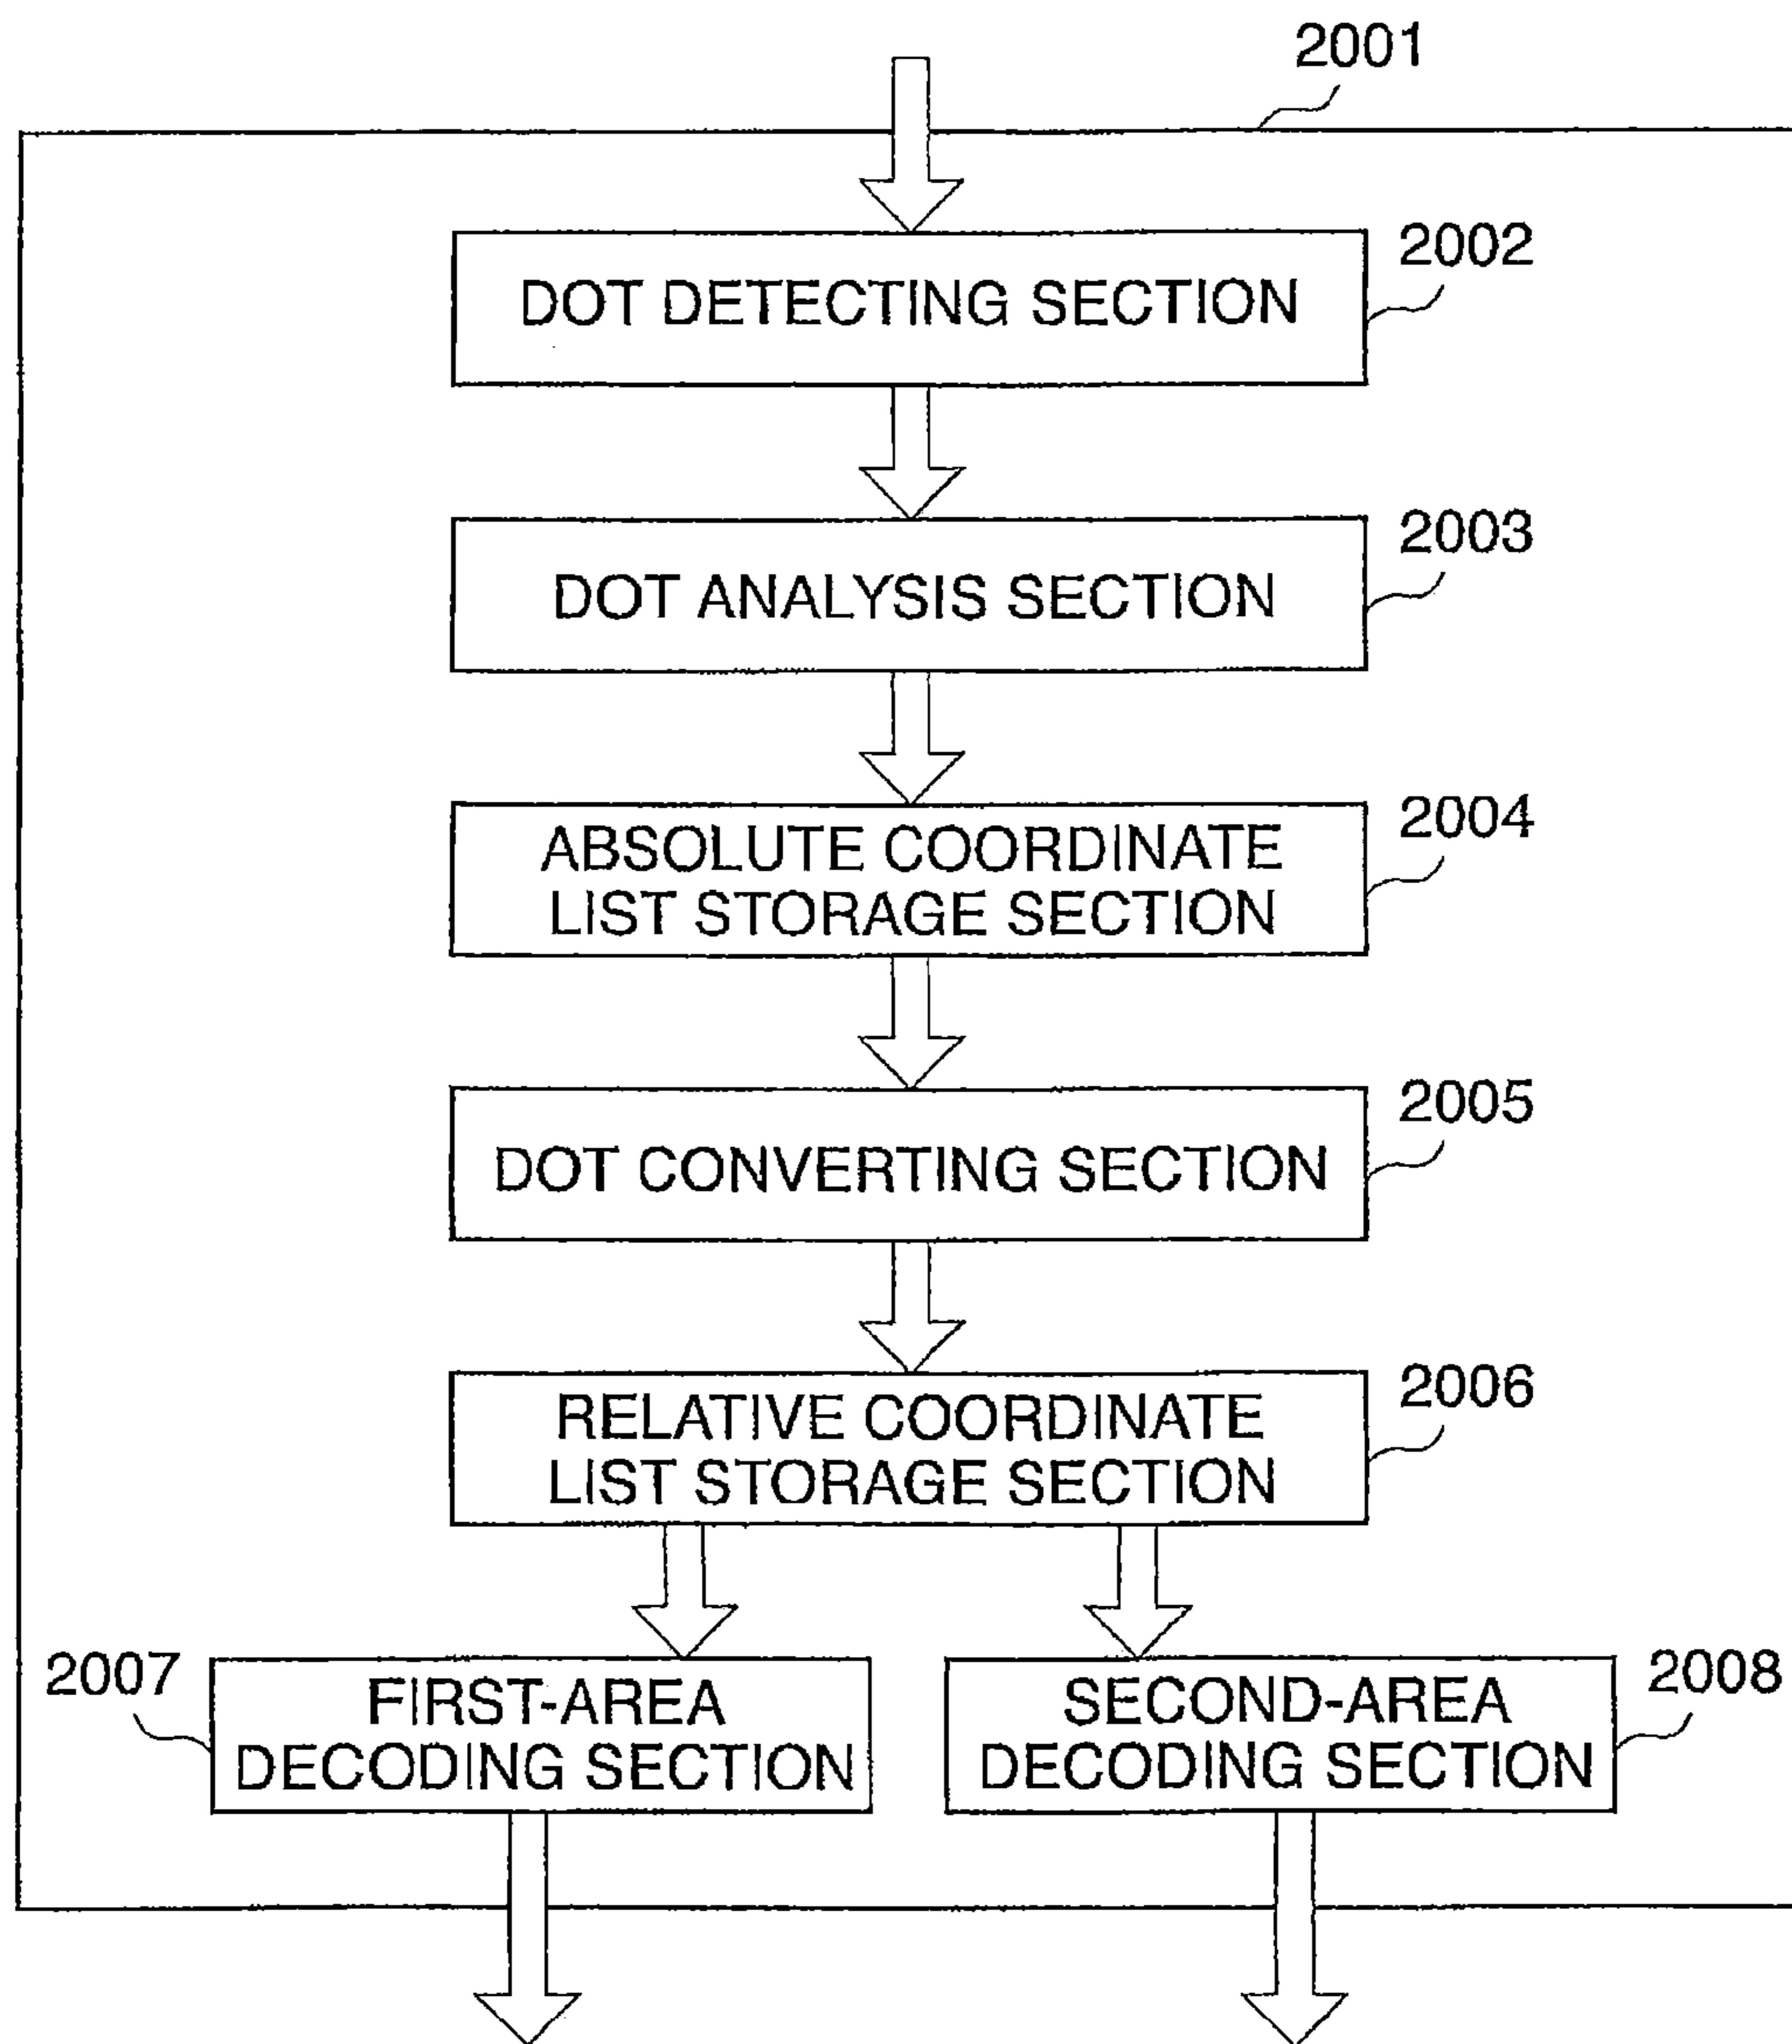 2001
2002
DOT DETECTING SECTION
2003
DOT ANALYSIS SECTION
2004
ABSOLUTE COORDINATE
LIST STORAGE SECTION
2005
DOT CONVERTING SECTION
2006
RELATIVE COORDINATE
LIST STORAGE SECTION
2007
FIRST-AREA
DECODING SECTION
2008
SECOND-AREA
DECODING SECTION